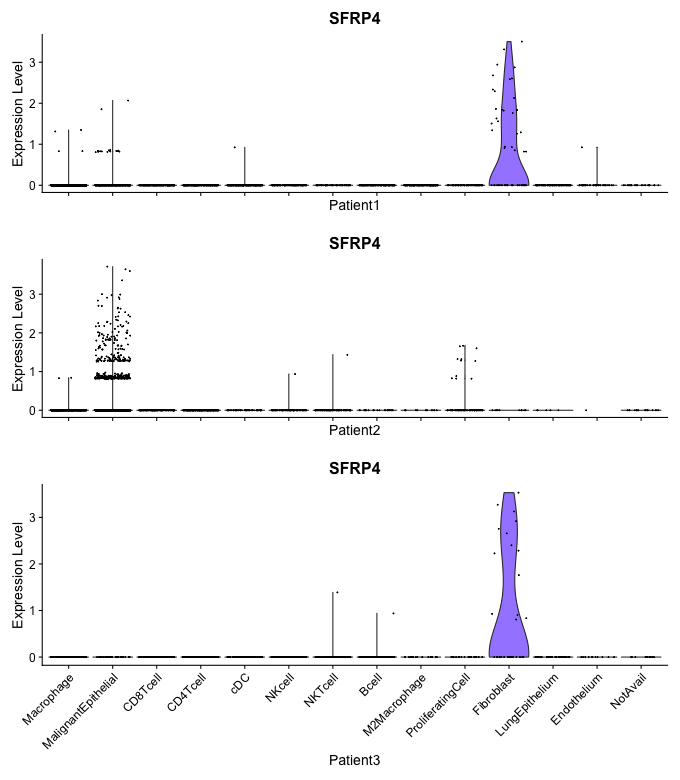 SFRP4
Expression Level
3
2
1
0
Patient1
SFRP4
Expression Level
3
2
1
0
Patient2
SFRP4
Expression Level
3
2
1
0
Macrophage
MalignantEpithelial
CD8Tcell
CD4Tcell
cDC
NKcell
NKTcell
Bcell
M2Macrophage
ProliferatingCell
Fibroblast
LungEpithelium
Endothelium
NotAvail
Patient3